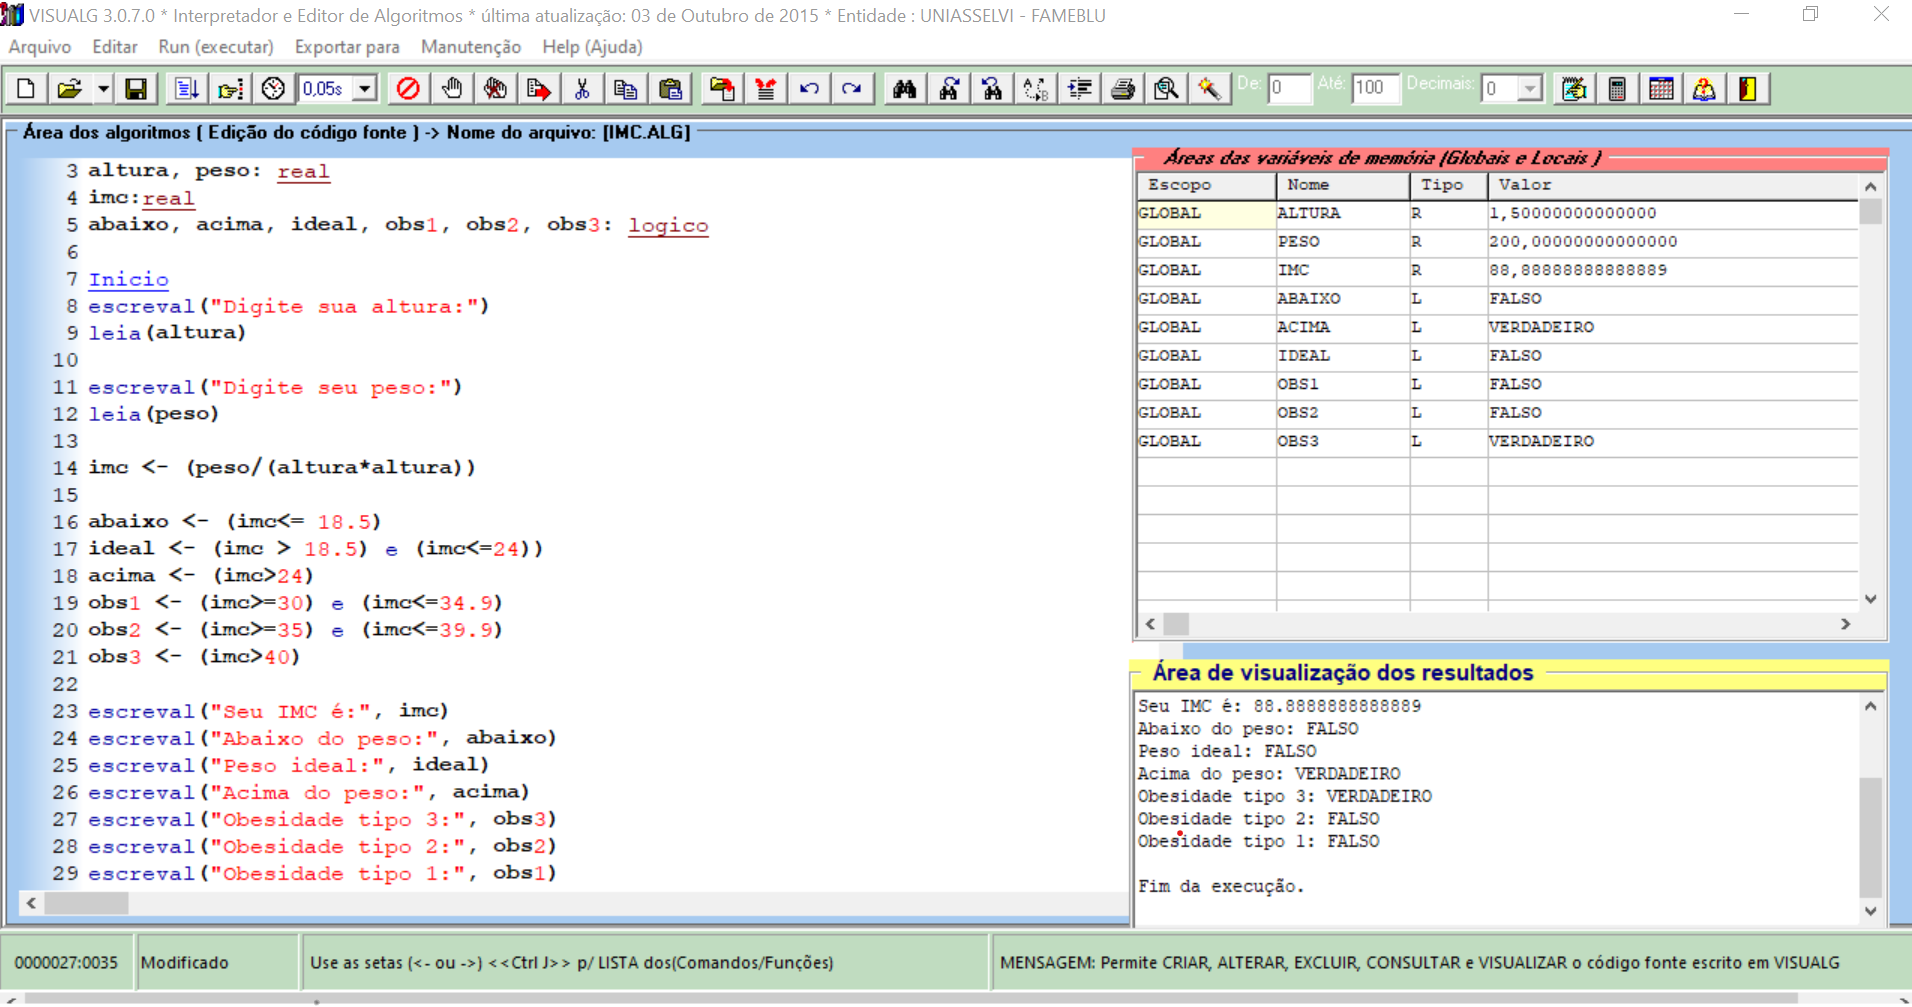 VISUALG 3.0.7.0 * Interpretador e Editor de Algoritmos * última atualização: 03 de Outubro de 2015 * Entidade : UNIASSELVI - FAMEBLU
Arquivo Editar Run (executar) Exportar para Manutenção Help (Ajuda)
0,05s De: 0 Até: 100 Decimais: 0
Área dos algoritmos ( Edição do código fonte ) -> Nome do arquivo: [IMC.ALG]
3 altura, peso: real
4 imc:real
5 abaixo, acima, ideal, obs1, obs2, obs3: logico
6
7 Inicio
8 escreval("Digite sua altura:")
9 leia(altura)
10
11 escreval("Digite seu peso:")
12 leia(peso)
13
14 imc <- (peso/(altura*altura))
15
16 abaixo <- (imc<= 18.5)
17 ideal <- (imc > 18.5) e (imc<=24))
18 acima <- (imc>24)
19 obs1 <- (imc>=30) e (imc<=34.9)
20 obs2 <- (imc>=35) e (imc<=39.9)
21 obs3 <- (imc>40)
22
23 escreval("Seu IMC é:", imc)
24 escreval("Abaixo do peso:", abaixo)
25 escreval("Peso ideal:", ideal)
26 escreval("Acima do peso:", acima)
27 escreval("Obesidade tipo 3:", obs3)
28 escreval("Obesidade tipo 2:", obs2)
29 escreval("Obesidade tipo 1:", obs1)
Áreas das variáveis de memória (Globais e Locais )
Escopo Nome Tipo Valor
GLOBAL ALTURA R 1,50000000000000
GLOBAL PESO R 200,00000000000000
GLOBAL IMC R 88,88888888888889
GLOBAL ABAIXO L FALSO
GLOBAL ACIMA L VERDADEIRO
GLOBAL IDEAL L FALSO
GLOBAL OBS1 L FALSO
GLOBAL OBS2 L FALSO
GLOBAL OBS3 L VERDADEIRO
Área de visualização dos resultados
Seu IMC é: 88.8888888888889
Abaixo do peso: FALSO
Peso ideal: FALSO
Acima do peso: VERDADEIRO
Obesidade tipo 3: VERDADEIRO
Obesidade tipo 2: FALSO
Obesidade tipo 1: FALSO
Fim da execução.
0000027:0035 Modificado Use as setas (<- ou ->) <<Ctrl J>> p/ LISTA dos(Comandos/Funções) MENSAGEM: Permite CRIAR, ALTERAR, EXCLUIR, CONSULTAR e VISUALIZAR o código fonte escrito em VISUALG